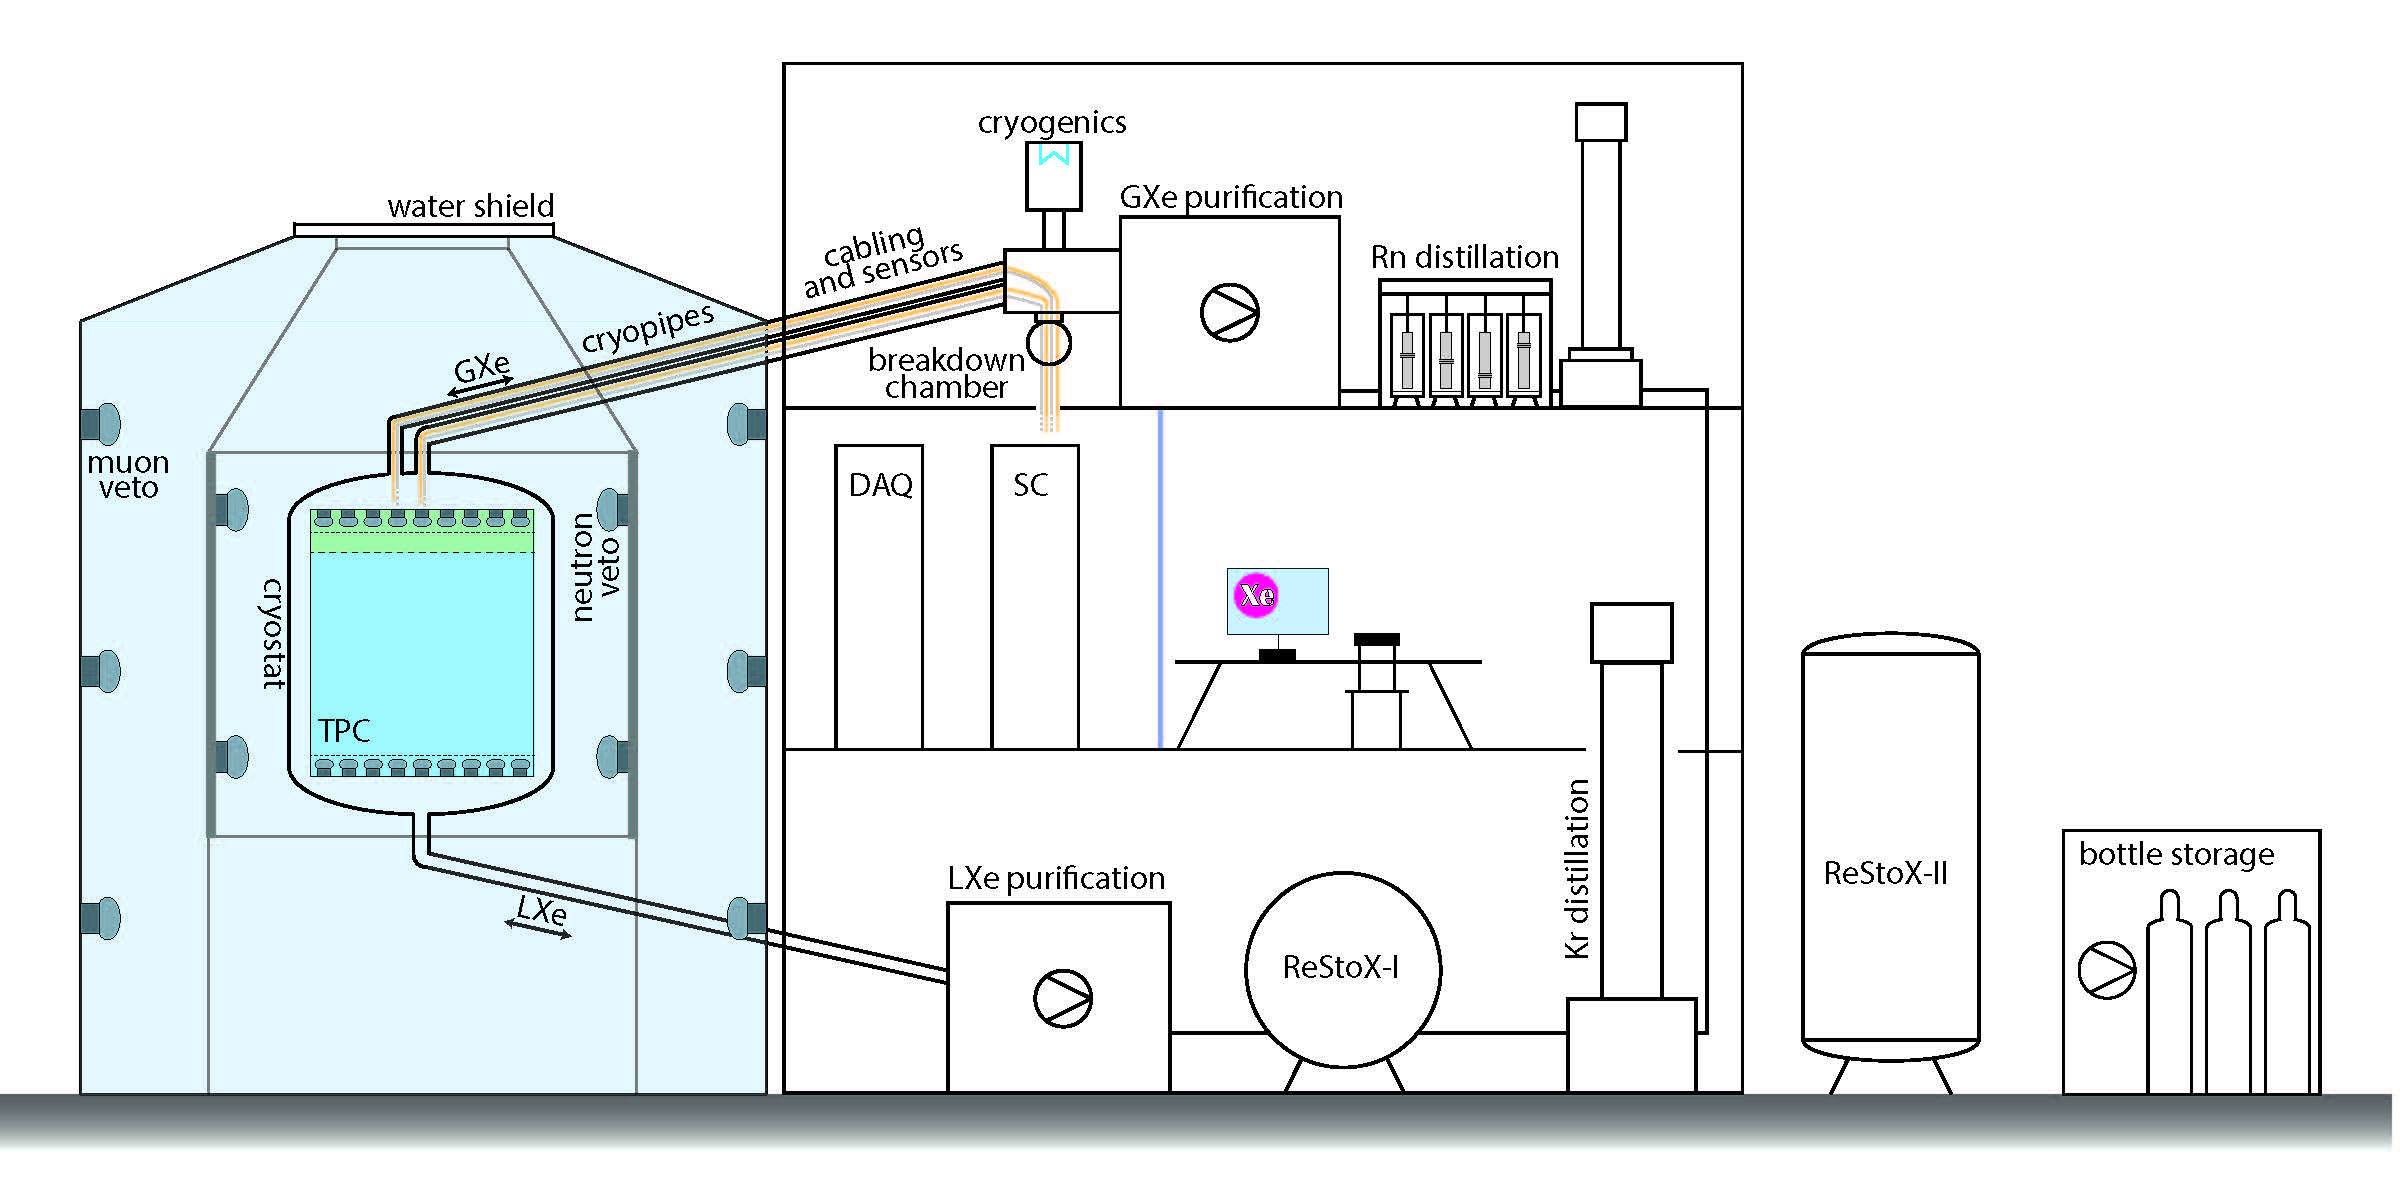 cryogenics
GXe purification
water shield
cabling
and sensors
Rn distillation
cryopipes
GXe
breakdown
chamber
muon
veto
DAQ
SC
neutron
veto
cryostat
Xe
TPC
Kr distillation
bottle storage
LXe purification
ReStoX-II
LXe
ReStoX-I